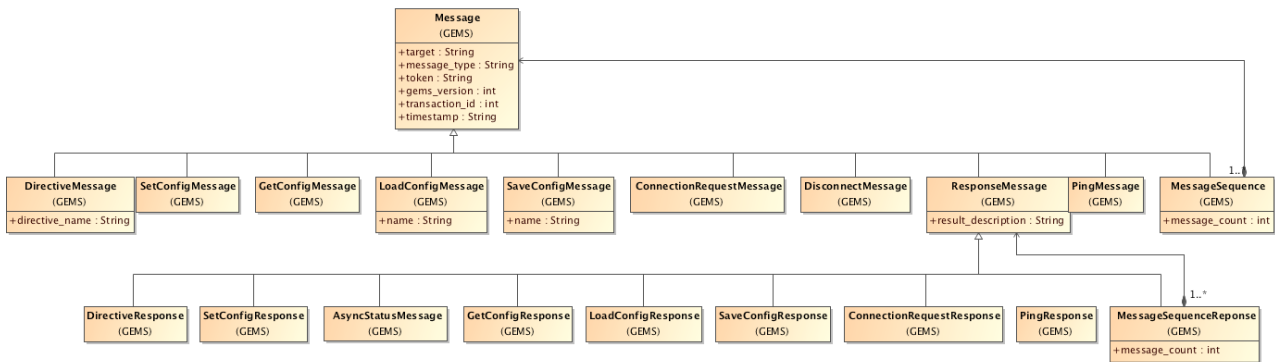 Message
(GEMS)
+target : String
+message_type : String
+token : String
+gems_version : int
+transaction_id : int
+timestamp : String
1..*
DirectiveMessage
(GEMS)
+directive_name : String
SetConfigMessage
(GEMS)
GetConfigMessage
(GEMS)
LoadConfigMessage
(GEMS)
+name : String
SaveConfigMessage
(GEMS)
+name : String
ConnectionRequestMessage
(GEMS)
DisconnectMessage
(GEMS)
ResponseMessage
(GEMS)
+result_description : String
PingMessage
(GEMS)
MessageSequence
(GEMS)
+message_count : int
1..*
DirectiveResponse
(GEMS)
SetConfigResponse
(GEMS)
AsyncStatusMessage
(GEMS)
GetConfigResponse
(GEMS)
LoadConfigResponse
(GEMS)
SaveConfigResponse
(GEMS)
ConnectionRequestResponse
(GEMS)
PingResponse
(GEMS)
MessageSequenceReponse
(GEMS)
+message_count : int